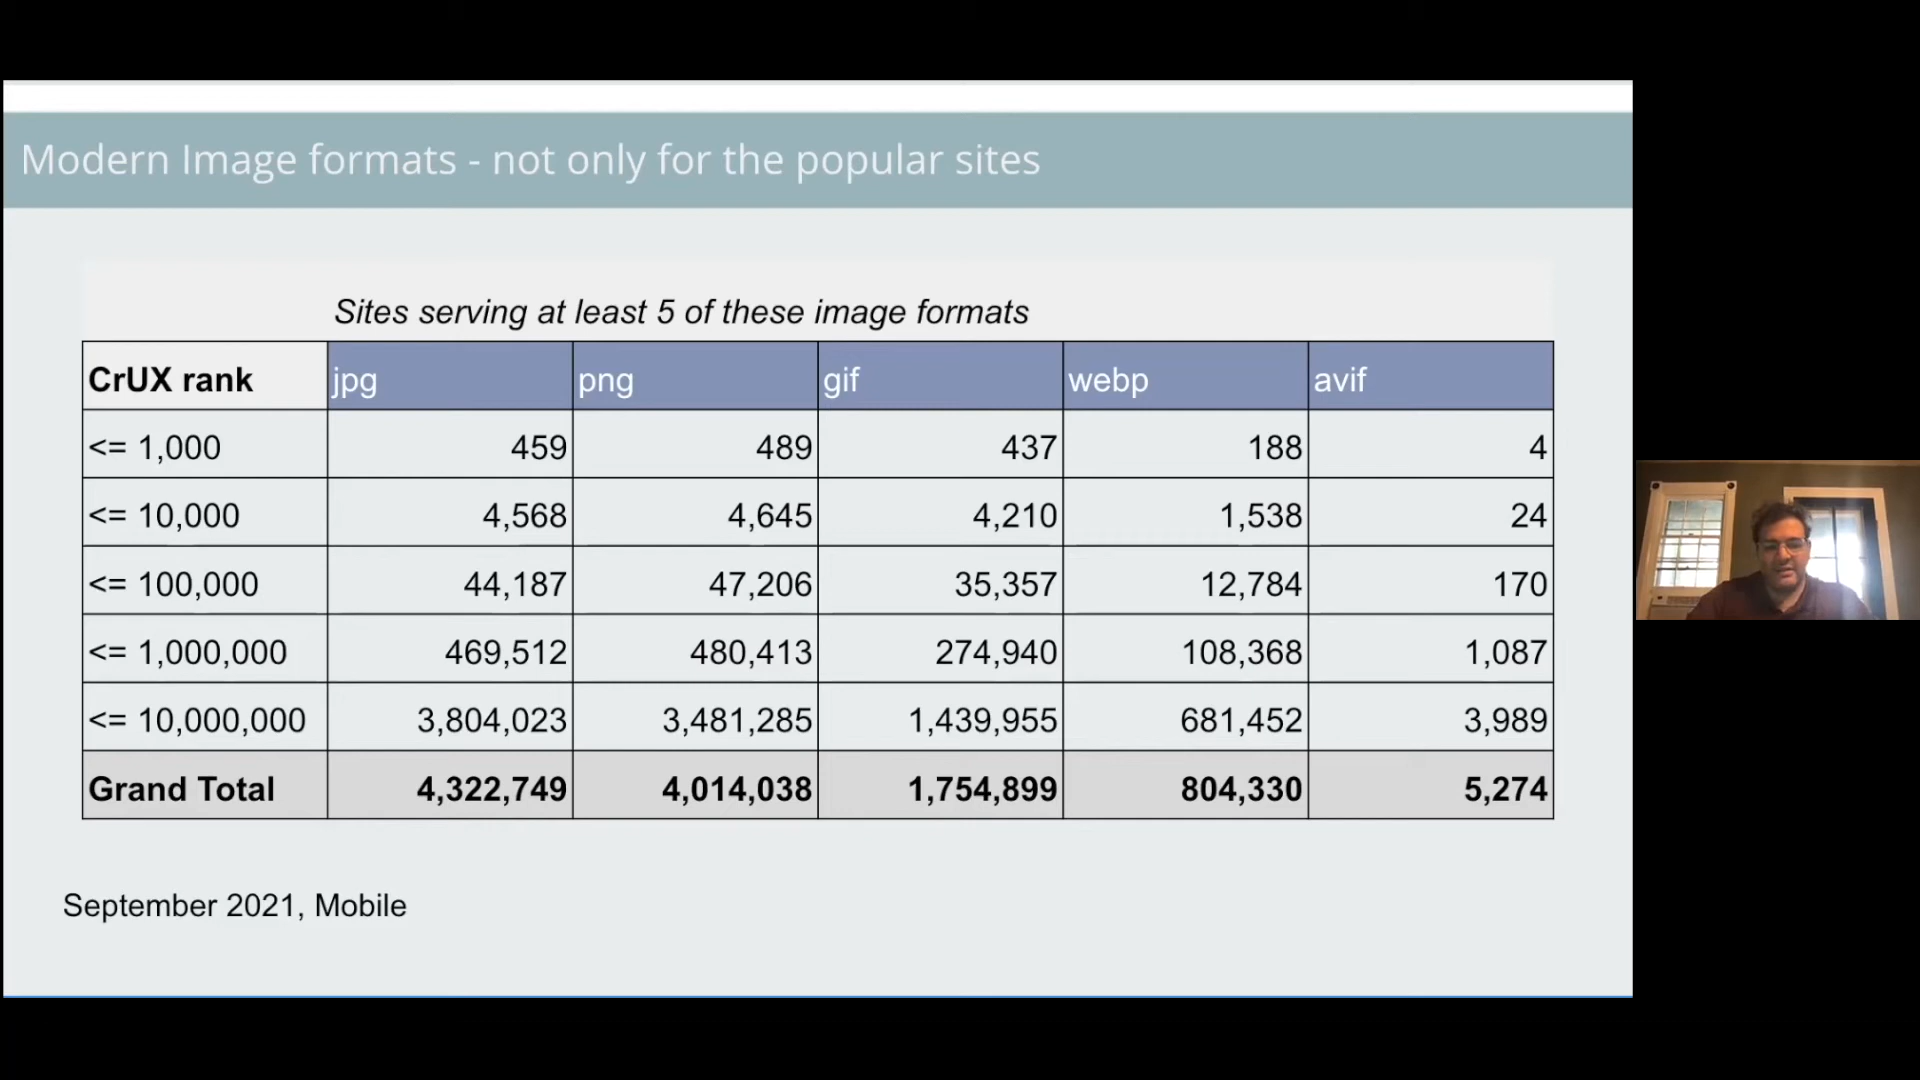 Modern Image formats - not only for the popular sites
Sites serving at least 5 of these image formats
CrUX rank jpg png gif webp avif
<= 1,000 459 489 437 188 4
<= 10,000 4,568 4,645 4,210 1,538 24
<= 100,000 44,187 47,206 35,357 12,784 170
<= 1,000,000 469,512 480,413 274,940 108,368 1,087
<= 10,000,000 3,804,023 3,481,285 1,439,955 681,452 3,989
Grand Total 4,322,749 4,014,038 1,754,899 804,330 5,274
September 2021, Mobile